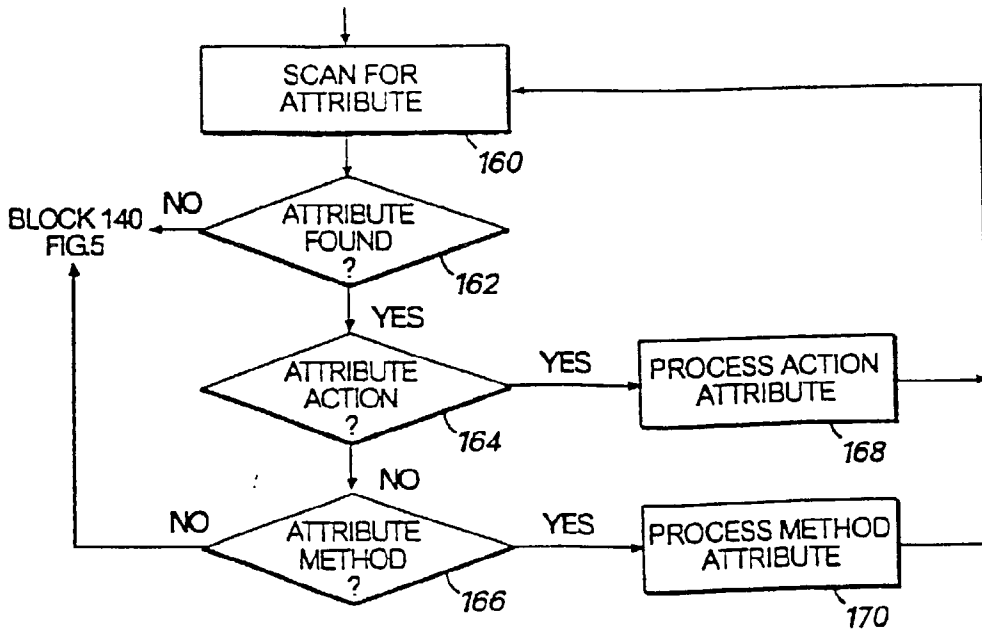 SCAN FOR
ATTRIBUTE
160
NO
ATTRIBUTE
FOUND
?
162
BLOCK 140
FIG.5
YES
ATTRIBUTE
ACTION
?
164
YES
PROCESS ACTION
ATTRIBUTE
168
NO
NO
ATTRIBUTE
METHOD
?
166
YES
PROCESS METHOD
ATTRIBUTE
170